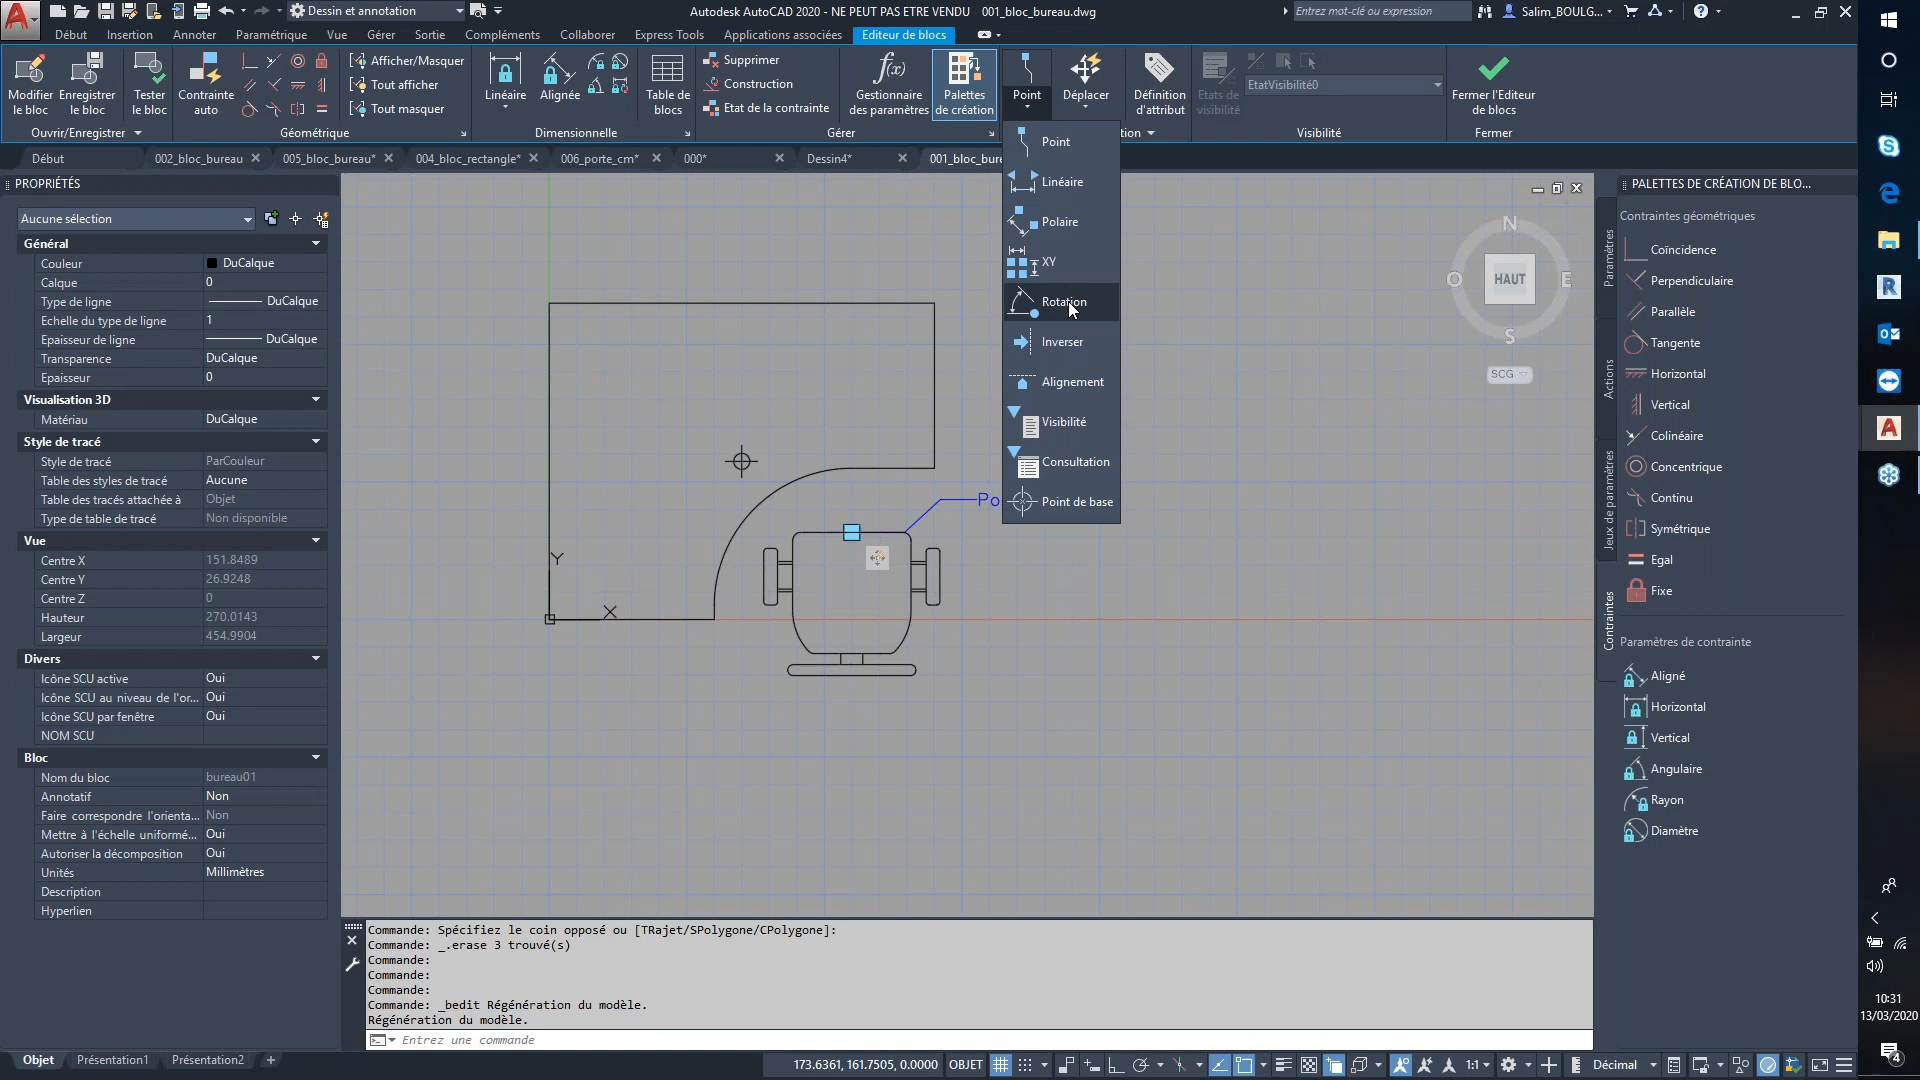 Dessin et annotation
Autodesk AutoCAD 2020 - NE PEUT PAS ETRE VENDU 001_bloc_bureau.dwg
Entrez mot-clé ou expression
Salim_BOULG...
Début Insertion Annoter Paramétrique Vue Gérer Sortie Compléments Collaborer Express Tools Applications associées Editeur de blocs
Modifier le bloc
Enregistrer le bloc
Tester le bloc
Contrainte auto
Linéaire
Alignée
Afficher/Masquer
Tout afficher
Tout masquer
Table de blocs
Supprimer
Construction
Etat de la contrainte
Gestionnaire des paramètres
Palettes de création
Point
Déplacer
Définition d'attribut
Etats de visibilité
EtatVisibilité0
Fermer l'Editeur de blocs
Ouvrir/Enregistrer
Géométrique
Dimensionnelle
Gérer
tion
Visibilité
Fermer
Début 002_bloc_bureau 005_bloc_bureau* 004_bloc_rectangle* 006_porte_cm* 000* Dessin4* 001_bloc_bure
Point
Linéaire
Polaire
XY
Rotation
Inverser
Alignement
Visibilité
Consultation
Point de base
PROPRIÉTÉS
Aucune sélection
Général
Couleur DuCalque
Calque 0
Type de ligne DuCalque
Echelle du type de ligne 1
Epaisseur de ligne DuCalque
Transparence DuCalque
Epaisseur 0
Visualisation 3D
Matériau DuCalque
Style de tracé
Style de tracé ParCouleur
Table des styles de tracé Aucune
Table des tracés attachée à Objet
Type de table de tracé Non disponible
Vue
Centre X 151.8489
Centre Y 26.9248
Centre Z 0
Hauteur 270.0143
Largeur 454.9904
Divers
Icône SCU active Oui
Icône SCU au niveau de l'or... Oui
Icône SCU par fenêtre Oui
NOM SCU
Bloc
Nom du bloc bureau01
Annotatif Non
Faire correspondre l'orienta... Non
Mettre à l'échelle uniformé... Oui
Autoriser la décomposition Oui
Unités Millimètres
Description
Hyperlien
Y
X
Po
N
O HAUT E
S
SCG
PALETTES DE CRÉATION DE BLO...
Paramètres
Actions
Jeux de paramètres
Contraintes
Contraintes géométriques
Coïncidence
Perpendiculaire
Parallèle
Tangente
Horizontal
Vertical
Colinéaire
Concentrique
Continu
Symétrique
Egal
Fixe
Paramètres de contrainte
Aligné
Horizontal
Vertical
Angulaire
Rayon
Diamètre
Commande: Spécifiez le coin opposé ou [TRajet/SPolygone/CPolygone]:
Commande: _.erase 3 trouvé(s)
Commande:
Commande:
Commande:
Commande: _bedit Régénération du modèle.
Régénération du modèle.
Entrez une commande
Objet Présentation1 Présentation2 +
173.6361, 161.7505, 0.0000 OBJET
1:1
Décimal
10:31
13/03/2020
4